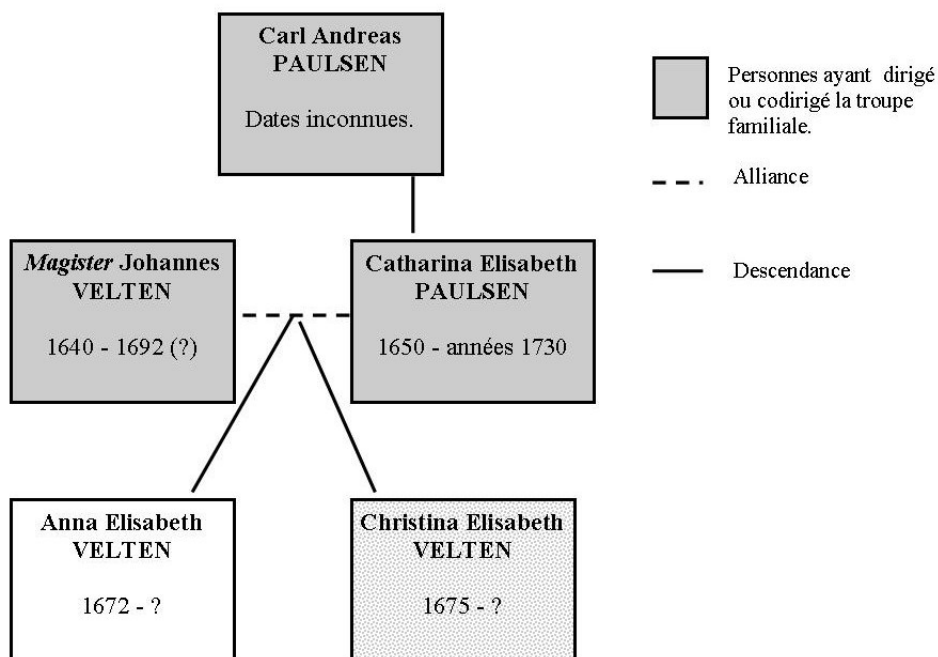 Carl Andreas
PAULSEN
Dates inconnues.
Personnes ayant dirigé
ou codirigé la troupe
familiale.
Alliance
Magister Johannes
VELTEN
1640 - 1692 (?)
Catharina Elisabeth
PAULSEN
1650 - années 1730
Descendance
Anna Elisabeth
VELTEN
1672 - ?
Christina Elisabeth
VELTEN
1675 - ?